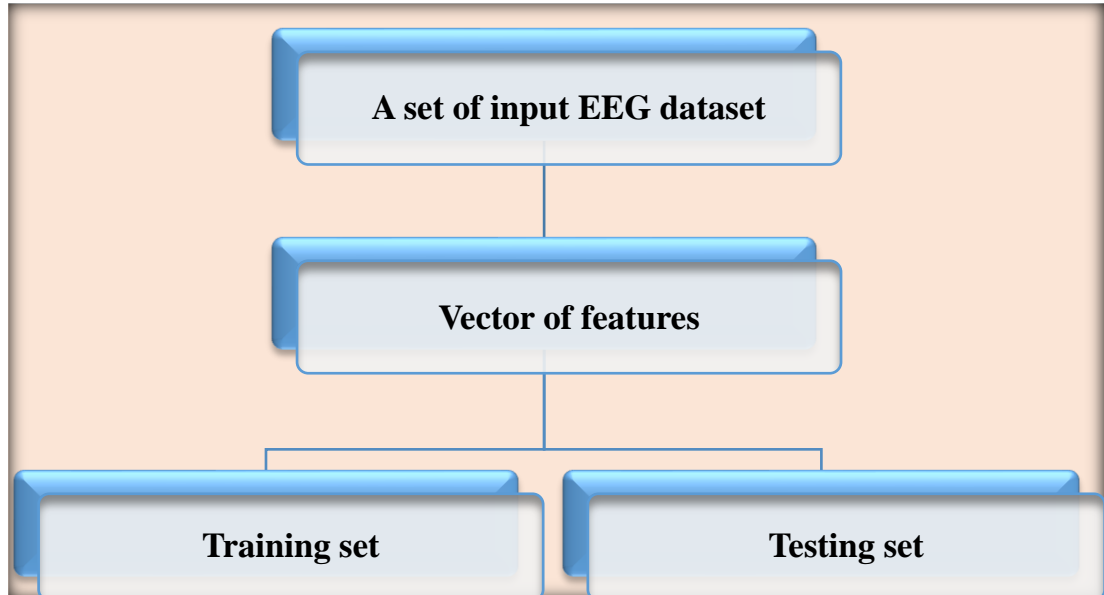 A set of input EEG dataset
Vector of features
Training set
Testing set